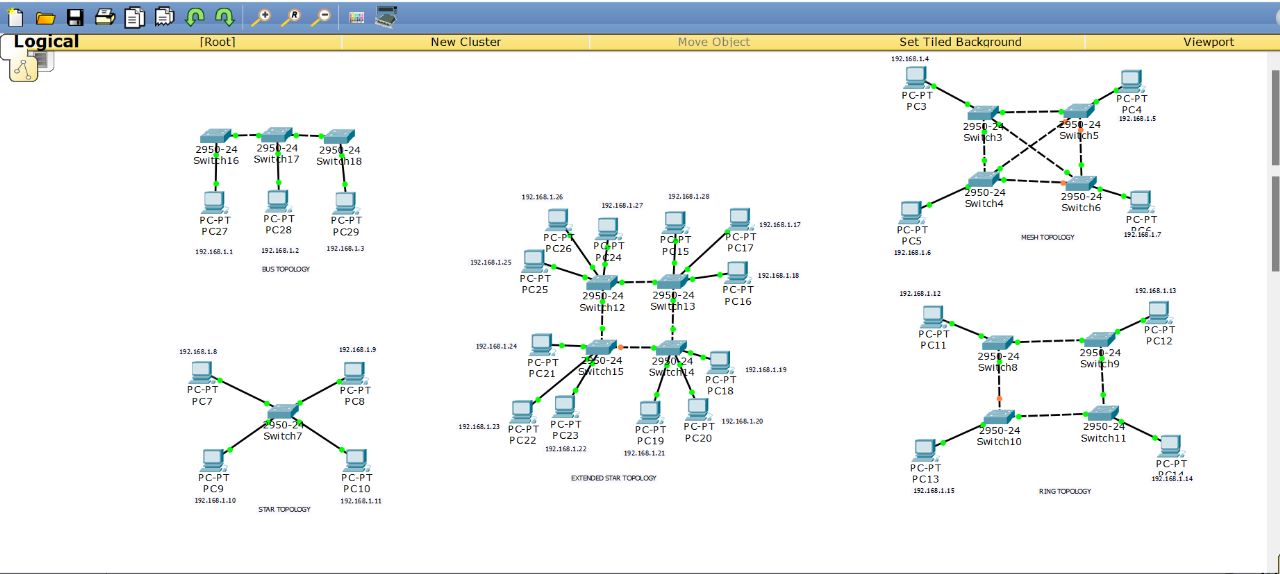 Logical
[Root]
New Cluster
Move Object
Set Tiled Background
Viewport
2950-24
Switch16
2950-24
Switch17
2950-24
Switch18
PC-PT
PC27
PC-PT
PC28
PC-PT
PC29
192.168.1.1
192.168.1.2
192.168.1.3
BUS TOPOLOGY
192.168.1.8
192.168.1.9
PC-PT
PC7
PC-PT
PC8
2950-24
Switch7
PC-PT
PC9
PC-PT
PC10
192.168.1.10
192.168.1.11
STAR TOPOLOGY
192.168.1.26
192.168.1.27
192.168.1.28
192.168.1.17
PC-PT
PC26
PC-PT
PC24
PC-PT
PC15
PC-PT
PC17
192.168.1.25
PC-PT
PC25
PC-PT
PC16
192.168.1.18
2950-24
Switch12
2950-24
Switch13
192.168.1.24
PC-PT
PC21
2950-24
Switch15
2950-24
Switch14
PC-PT
PC18
192.168.1.19
192.168.1.23
PC-PT
PC22
PC-PT
PC23
PC-PT
PC19
PC-PT
PC20
192.168.1.20
192.168.1.22
192.168.1.21
EXTENDED STAR TOPOLOGY
192.168.1.4
PC-PT
PC3
PC-PT
PC4
192.168.1.5
2950-24
Switch3
2950-24
Switch5
2950-24
Switch4
2950-24
Switch6
PC-PT
PC5
192.168.1.6
PC-PT
PC6
192.168.1.7
MESH TOPOLOGY
192.168.1.12
192.168.1.13
PC-PT
PC11
PC-PT
PC12
2950-24
Switch8
2950-24
Switch9
2950-24
Switch10
2950-24
Switch11
PC-PT
PC13
192.168.1.15
PC-PT
PC14
192.168.1.14
RING TOPOLOGY